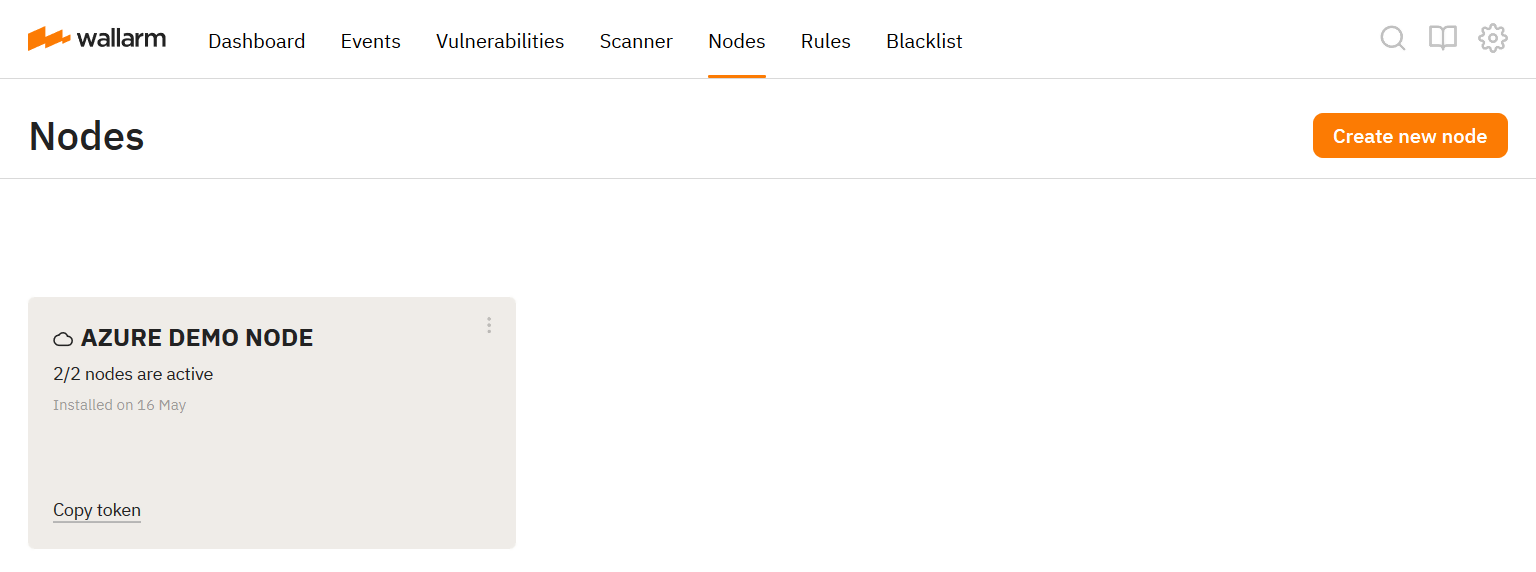 wallarm Dashboard Events Vulnerabilities Scanner Nodes Rules Blacklist
Nodes
Create new node
AZURE DEMO NODE
2/2 nodes are active
Installed on 16 May
Copy token